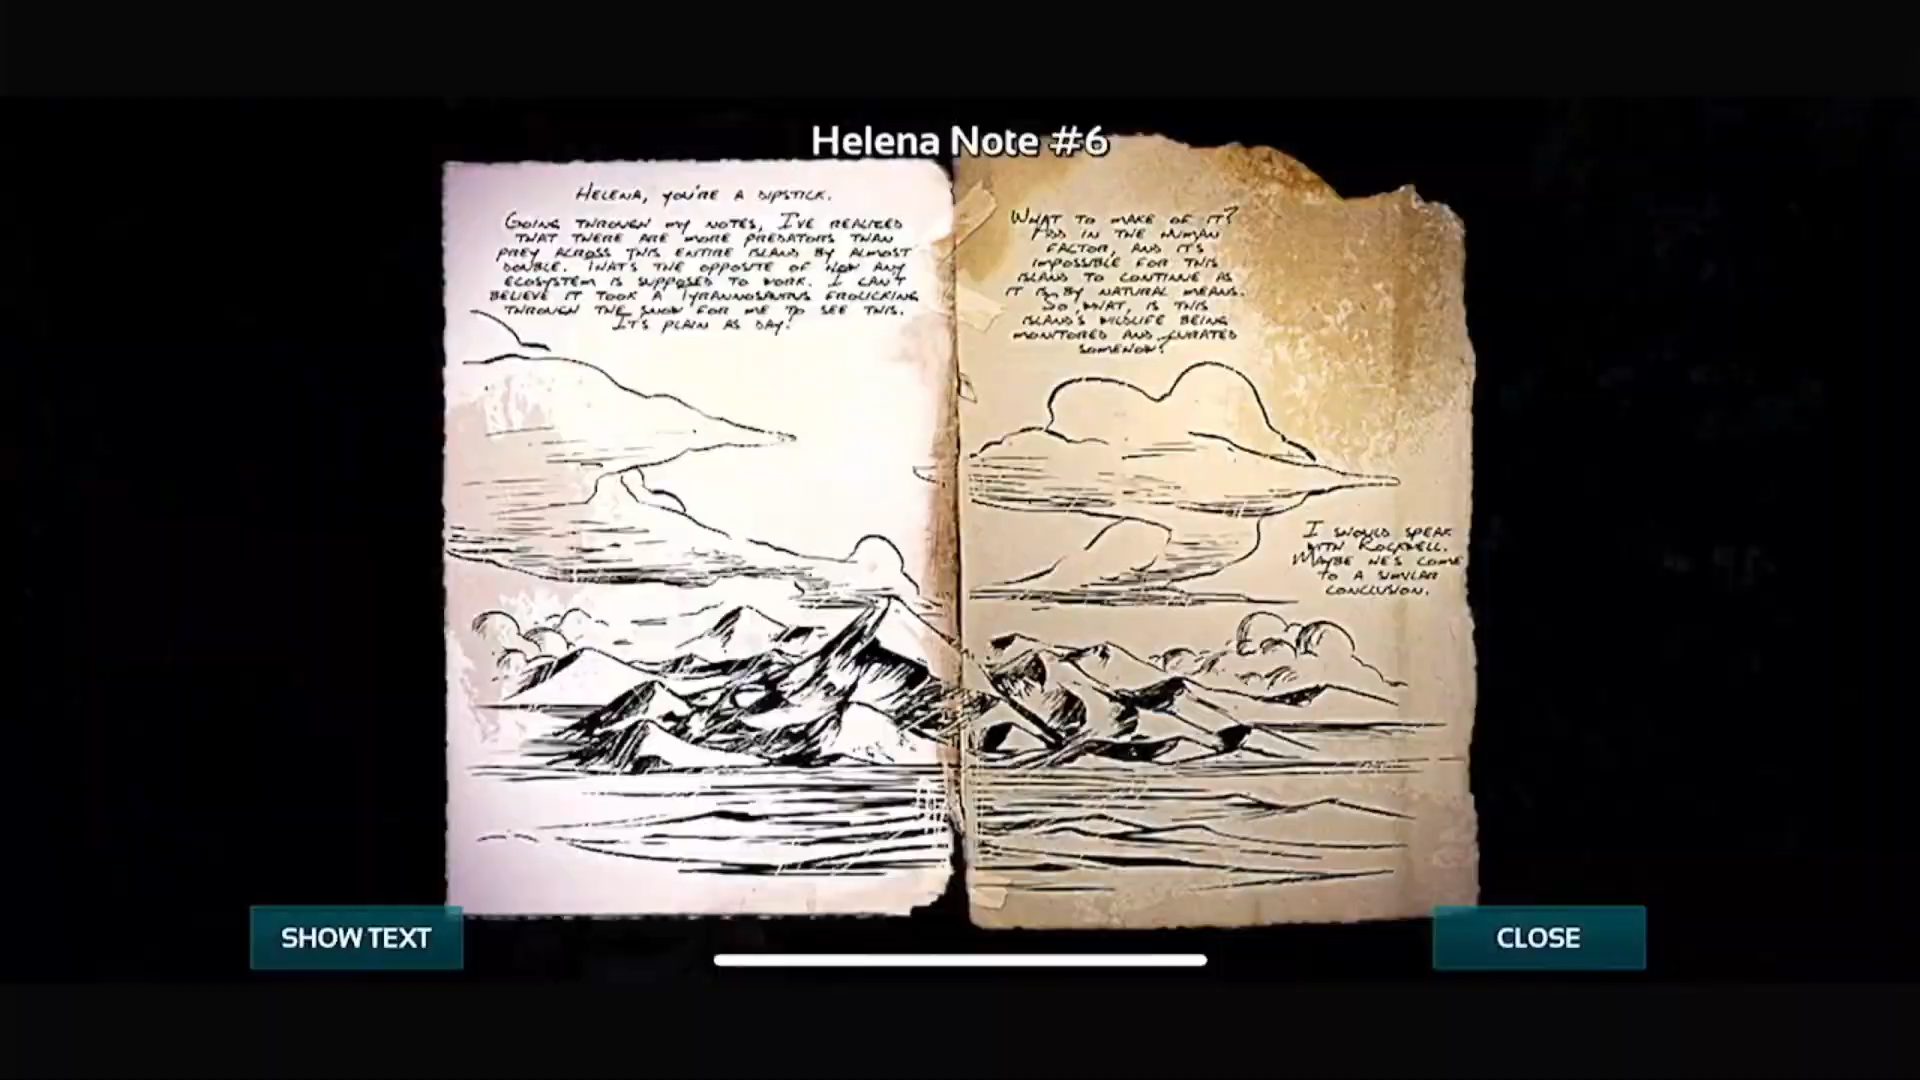 Helena Note #6
HELENA, YOU'RE A DIPSTICK.
GOING THROUGH MY NOTES, I'VE REALIZED
THAT THERE ARE MORE PREDATORS THAN
PREY ACROSS THIS ENTIRE ISLAND BY ALMOST
DOUBLE. THAT'S THE OPPOSITE OF HOW ANY
ECOSYSTEM IS SUPPOSED TO WORK. I CAN'T
BELIEVE IT TOOK A TYRANNOSAURUS FROLICKING
THROUGH THE SNOW FOR ME TO SEE THIS.
IT'S PLAIN AS DAY!
WHAT TO MAKE OF IT?
ADD IN THE HUMAN
FACTOR, AND IT'S
IMPOSSIBLE FOR THIS
ISLAND TO CONTINUE AS
IT IS BY NATURAL MEANS.
SO WHAT, IS THIS
ISLAND'S WILDLIFE BEING
MONITORED AND CURATED
SOMEHOW?
I SHOULD SPEAK
WITH ROCKWELL.
MAYBE HE'S COME
TO A SIMILAR
CONCLUSION.
SHOW TEXT
CLOSE